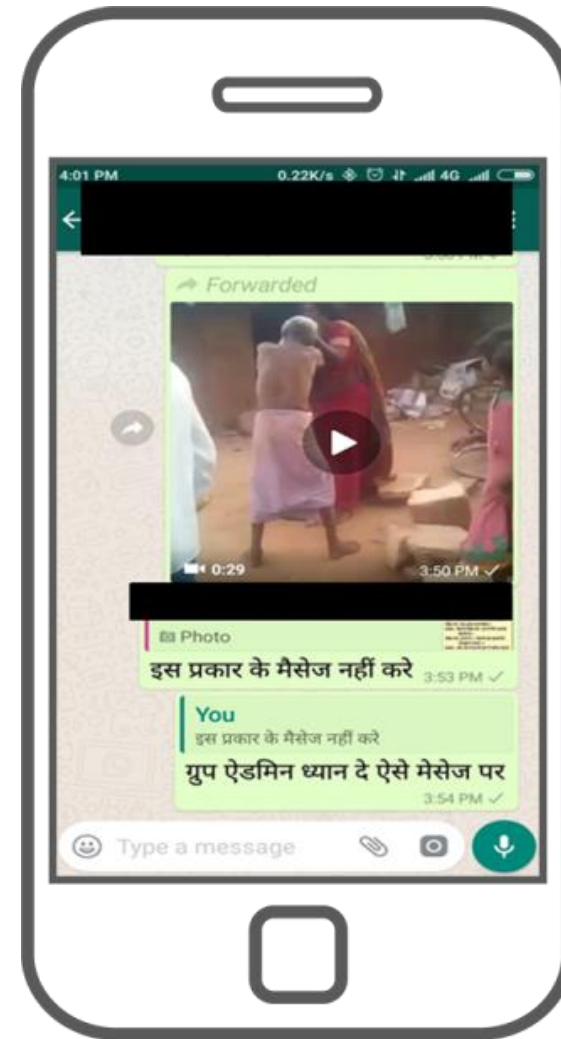 4:01 PM 0.22K/s 4G
Forwarded
0:29 3:50 PM
Photo
इस प्रकार के मैसेज नहीं करे 3:53 PM
You
इस प्रकार के मैसेज नहीं करे
ग्रुप ऐडमिन ध्यान दे ऐसे मेसेज पर
3:54 PM
Type a message